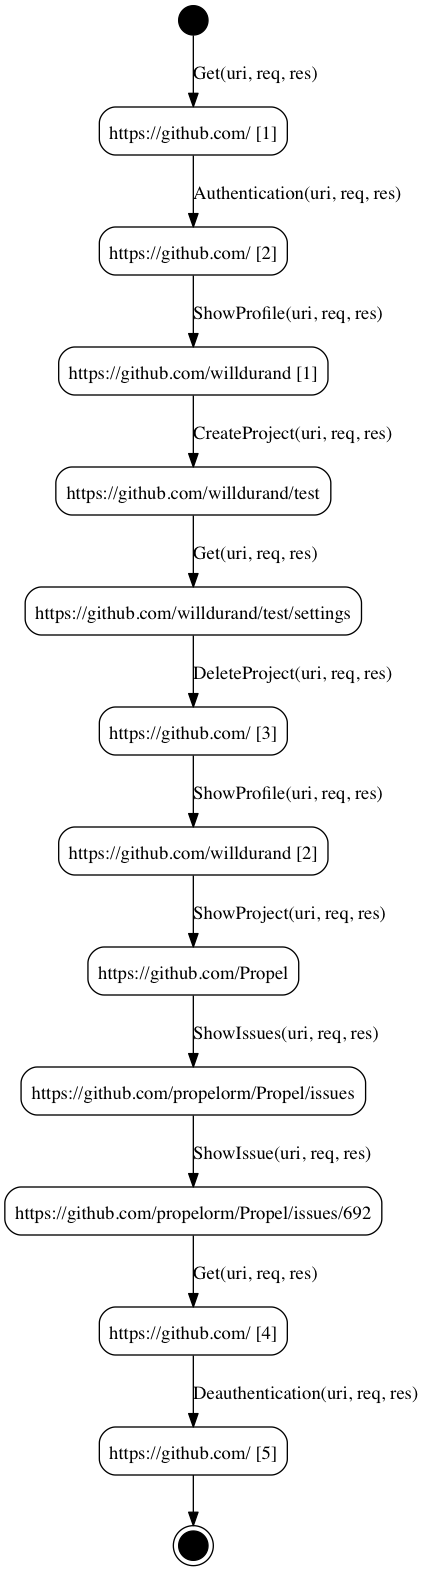 Get(uri, req, res)
https://github.com/ [1]
Authentication(uri, req, res)
https://github.com/ [2]
ShowProfile(uri, req, res)
https://github.com/willdurand [1]
CreateProject(uri, req, res)
https://github.com/willdurand/test
Get(uri, req, res)
https://github.com/willdurand/test/settings
DeleteProject(uri, req, res)
https://github.com/ [3]
ShowProfile(uri, req, res)
https://github.com/willdurand [2]
ShowProject(uri, req, res)
https://github.com/Propel
ShowIssues(uri, req, res)
https://github.com/propelorm/Propel/issues
ShowIssue(uri, req, res)
https://github.com/propelorm/Propel/issues/692
Get(uri, req, res)
https://github.com/ [4]
Deauthentication(uri, req, res)
https://github.com/ [5]